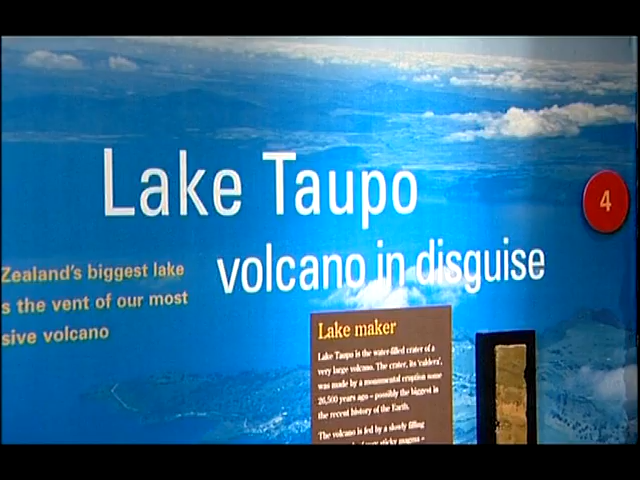 Lake Taupo
4
volcano in disguise
Zealand's biggest lake
s the vent of our most
sive volcano
Lake maker
Lake Taupo is the water-filled crater of a
very large volcano. The crater, its 'caldera',
was made by a monumental eruption some
26,500 years ago – possibly the biggest in
the recent history of the Earth.
The volcano is fed by a slowly filling
sticky magma –